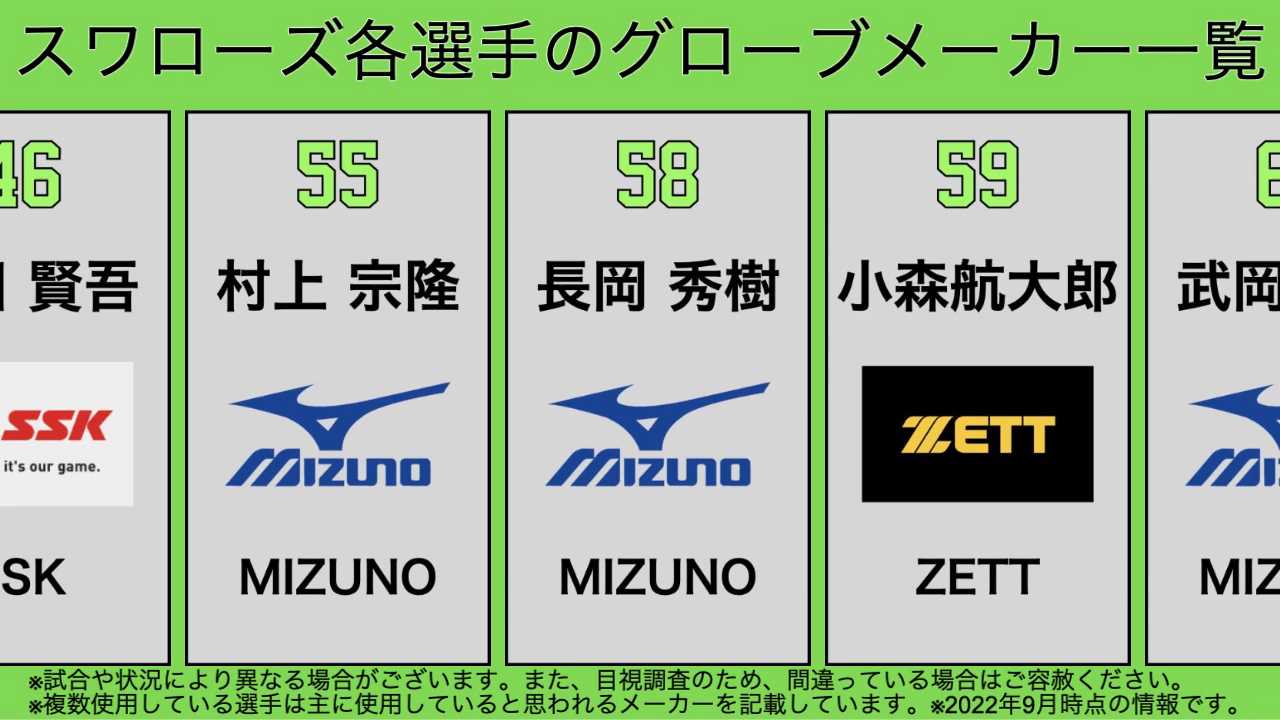 スワローズ各選手のグローブメーカー一覧
46
55
58
59
賢吾
村上 宗隆
長岡 秀樹
小森航大郎
武岡
SSK
it's our game.
MIZUNO
MIZUNO
ZETT
SK
MIZUNO
MIZUNO
ZETT
MIZ
※試合や状況により異なる場合がございます。また、目視調査のため、間違っている場合はご容赦ください。
※複数使用している選手は主に使用していると思われるメーカーを記載しています。※2022年9月時点の情報です。